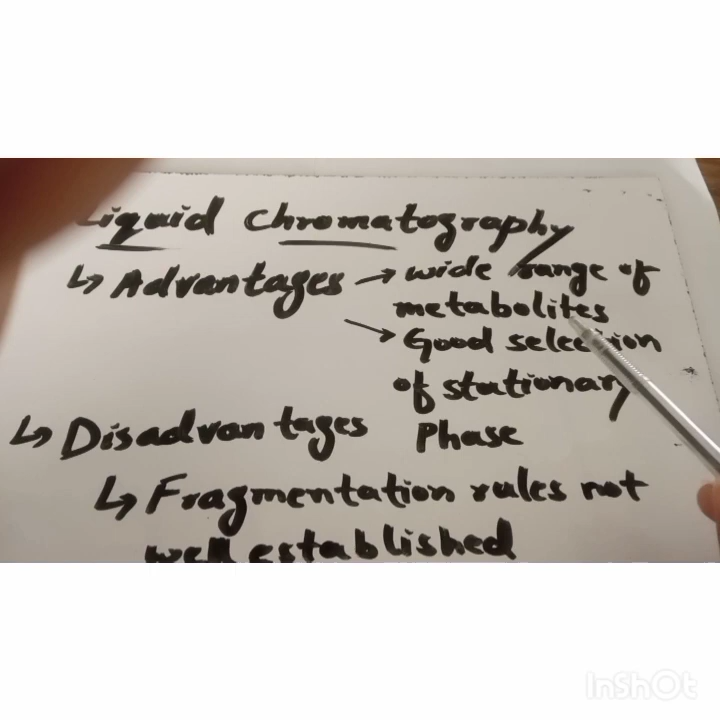 Liquid Chromatography
↳ Advantages → wide range of
metabolites
→ Good selection
of stationary
Phase
↳ Disadvantages
↳ Fragmentation rules not
well established
InShOt